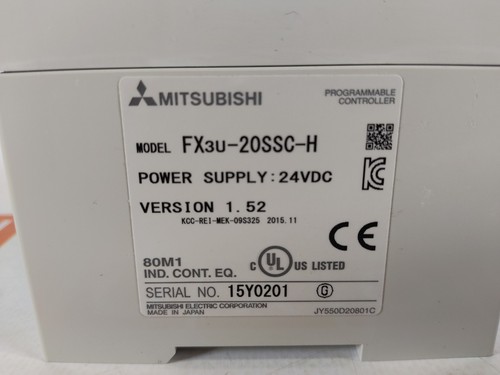 MITSUBISHI
PROGRAMMABLE
CONTROLLER
MODEL FX3U-20SSC-H
POWER SUPPLY:24VDC
VERSION 1.52
KCC-REI-MEK-09S325 2015.11
80M1
IND. CONT. EQ.
C UL US LISTED
SERIAL NO. 15Y0201 G
MITSUBISHI ELECTRIC CORPORATION
MADE IN JAPAN
JY550D20801C